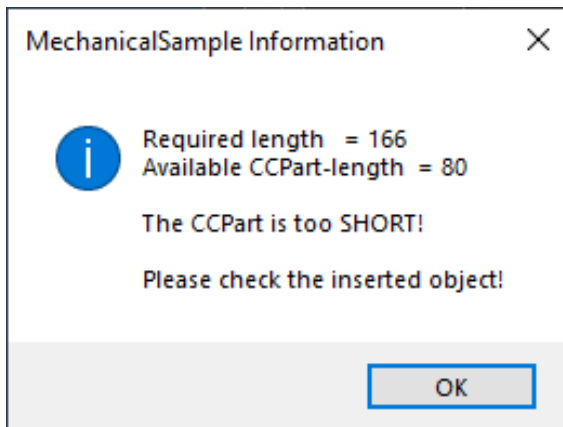 MechanicalSample Information
Required length = 166
Available CCPart-length = 80
The CCPart is too SHORT!
Please check the inserted object!
OK